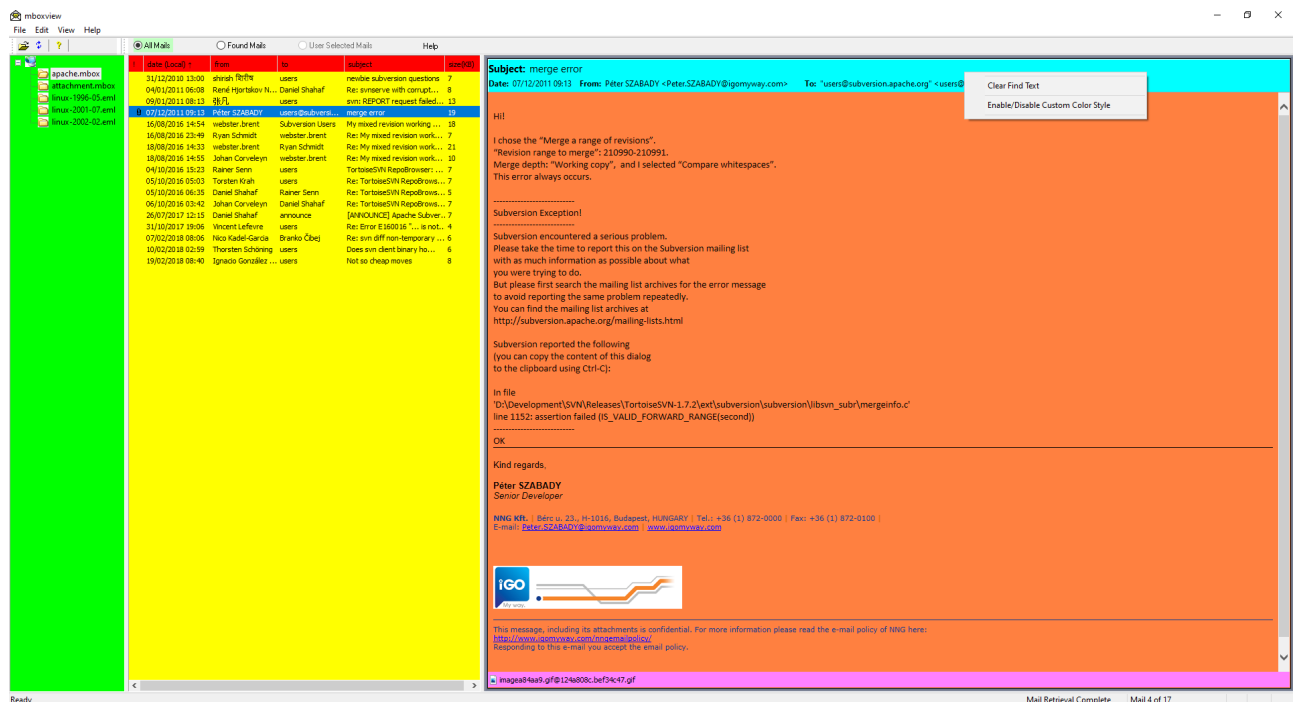 mboxview
File Edit View Help
All Mails Found Mails User Selected Mails Help
apache.mbox
attachment.mbox
linux-1996-05.eml
linux-2001-07.eml
linux-2002-02.eml
! date (Local) from to subject size(KB)
31/12/2010 13:00 shirish शिरीष users newbie subversion questions 7
04/01/2011 06:08 René Hjortskov N... Daniel Shahaf Re: svnserve with corrupt... 8
09/01/2011 08:13 张凡 users svn: REPORT request failed... 13
07/12/2011 09:13 Péter SZABADY users@subversi... merge error 19
16/08/2016 14:54 webster.brent Subversion Users My mixed revision working ... 18
16/08/2016 23:49 Ryan Schmidt webster.brent Re: My mixed revision work... 7
18/08/2016 14:33 webster.brent Ryan Schmidt Re: My mixed revision work... 21
18/08/2016 14:55 Johan Corveleyn webster.brent Re: My mixed revision work... 10
04/10/2016 15:23 Rainer Senn users TortoiseSVN RepoBrowser: ... 7
05/10/2016 05:03 Torsten Krah users Re: TortoiseSVN RepoBrows... 7
05/10/2016 06:35 Daniel Shahaf Rainer Senn Re: TortoiseSVN RepoBrows... 5
06/10/2016 03:42 Johan Corveleyn Daniel Shahaf Re: TortoiseSVN RepoBrows... 7
26/07/2017 12:15 Daniel Shahaf announce [ANNOUNCE] Apache Subver... 7
31/10/2017 19:06 Vincent Lefevre users Re: Error E160016 "... is not... 4
07/02/2018 08:06 Nico Kadel-Garcia Branko Čibej Re: svn diff non-temporary ... 6
10/02/2018 02:59 Thorsten Schöning users Does svn client binary ho... 6
19/02/2018 08:40 Ignacio González ... users Not so cheap moves 8
Subject: merge error
Date: 07/12/2011 09:13 From: Péter SZABADY <Peter.SZABADY@igomyway.com> To: "users@subversion.apache.org" <users@
Clear Find Text
Enable/Disable Custom Color Style
Hi!
I chose the “Merge a range of revisions”.
“Revision range to merge”: 210990-210991.
Merge depth: “Working copy”, and I selected “Compare whitespaces”.
This error always occurs.
---------------------------
Subversion Exception!
---------------------------
Subversion encountered a serious problem.
Please take the time to report this on the Subversion mailing list
with as much information as possible about what
you were trying to do.
But please first search the mailing list archives for the error message
to avoid reporting the same problem repeatedly.
You can find the mailing list archives at
http://subversion.apache.org/mailing-lists.html
Subversion reported the following
(you can copy the content of this dialog
to the clipboard using Ctrl-C):
In file
'D:\Development\SVN\Releases\TortoiseSVN-1.7.2\ext\subversion\subversion\libsvn_subr\mergeinfo.c'
line 1152: assertion failed (IS_VALID_FORWARD_RANGE(second))
---------------------------
OK
Kind regards,
Péter SZABADY
Senior Developer
NNG Kft. | Bérc u. 23., H-1016, Budapest, HUNGARY | Tel.: +36 (1) 872-0000 | Fax: +36 (1) 872-0100 |
E-mail: Peter.SZABADY@igomyway.com | www.igomyway.com
iGO
My way.
This message, including its attachments is confidential. For more information please read the e-mail policy of NNG here:
http://www.igomyway.com/nngemailpolicy/
Responding to this e-mail you accept the email policy.
imagea84aa9.gif@124a808c.bef34c47.gif
Ready Mail Retrieval Complete Mail 4 of 17